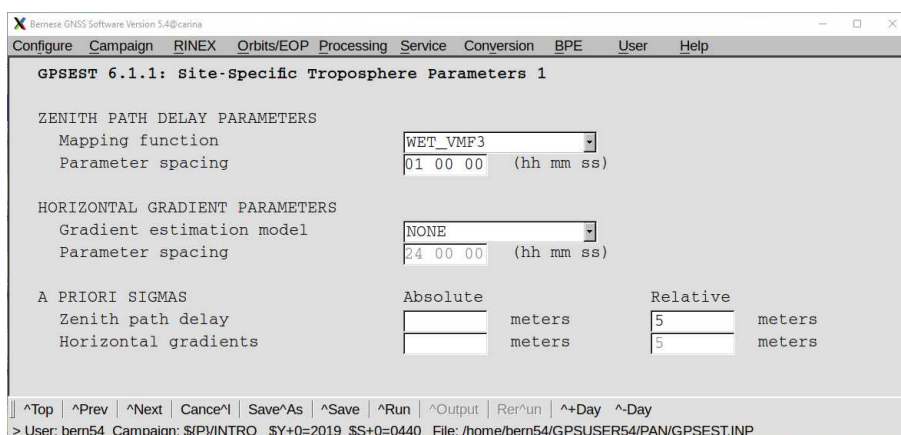 Bernese GNSS Software Version 5.4@carina
Configure Campaign RINEX Orbits/EOP Processing Service Conversion BPE User Help
GPSEST 6.1.1: Site-Specific Troposphere Parameters 1
ZENITH PATH DELAY PARAMETERS
Mapping function WET_VMF3
Parameter spacing 01 00 00 (hh mm ss)
HORIZONTAL GRADIENT PARAMETERS
Gradient estimation model NONE
Parameter spacing 24 00 00 (hh mm ss)
A PRIORI SIGMAS Absolute Relative
Zenith path delay meters 5 meters
Horizontal gradients meters 5 meters
^Top ^Prev ^Next Cance^l Save^As ^Save ^Run ^Output Rer^un ^+Day ^-Day
> User: bern54 Campaign: ${P}/INTRO $Y+0=2019 $S+0=0440 File: /home/bern54/GPSUSER54/PAN/GPSEST.INP